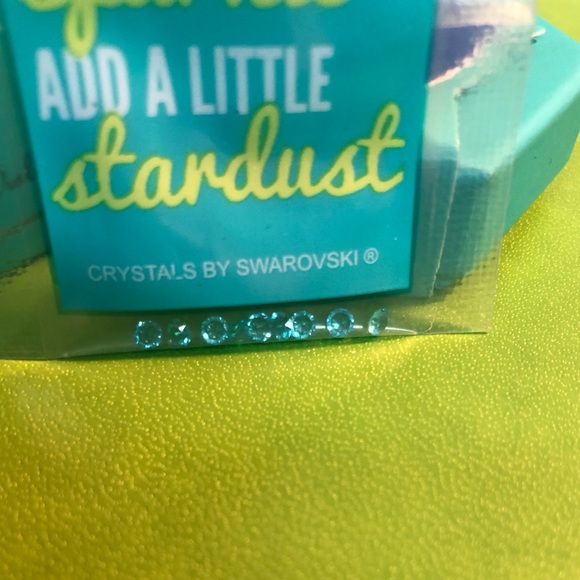 ADD A LITTLE
stardust
CRYSTALS BY SWAROVSKI ®